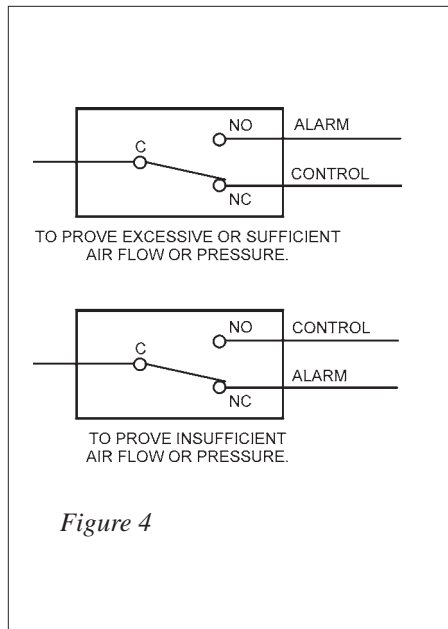 NO ALARM
C
CONTROL
NC
TO PROVE EXCESSIVE OR SUFFICIENT
AIR FLOW OR PRESSURE.
NO CONTROL
C
ALARM
NC
TO PROVE INSUFFICIENT
AIR FLOW OR PRESSURE.
Figure 4